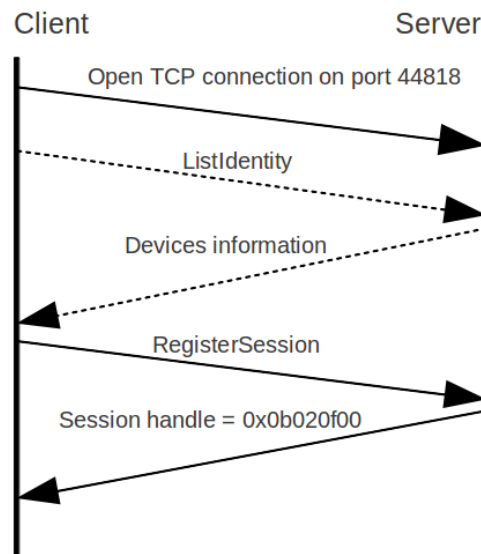 Client
Server
Open TCP connection on port 44818
ListIdentity
Devices information
RegisterSession
Session handle = 0x0b020f00